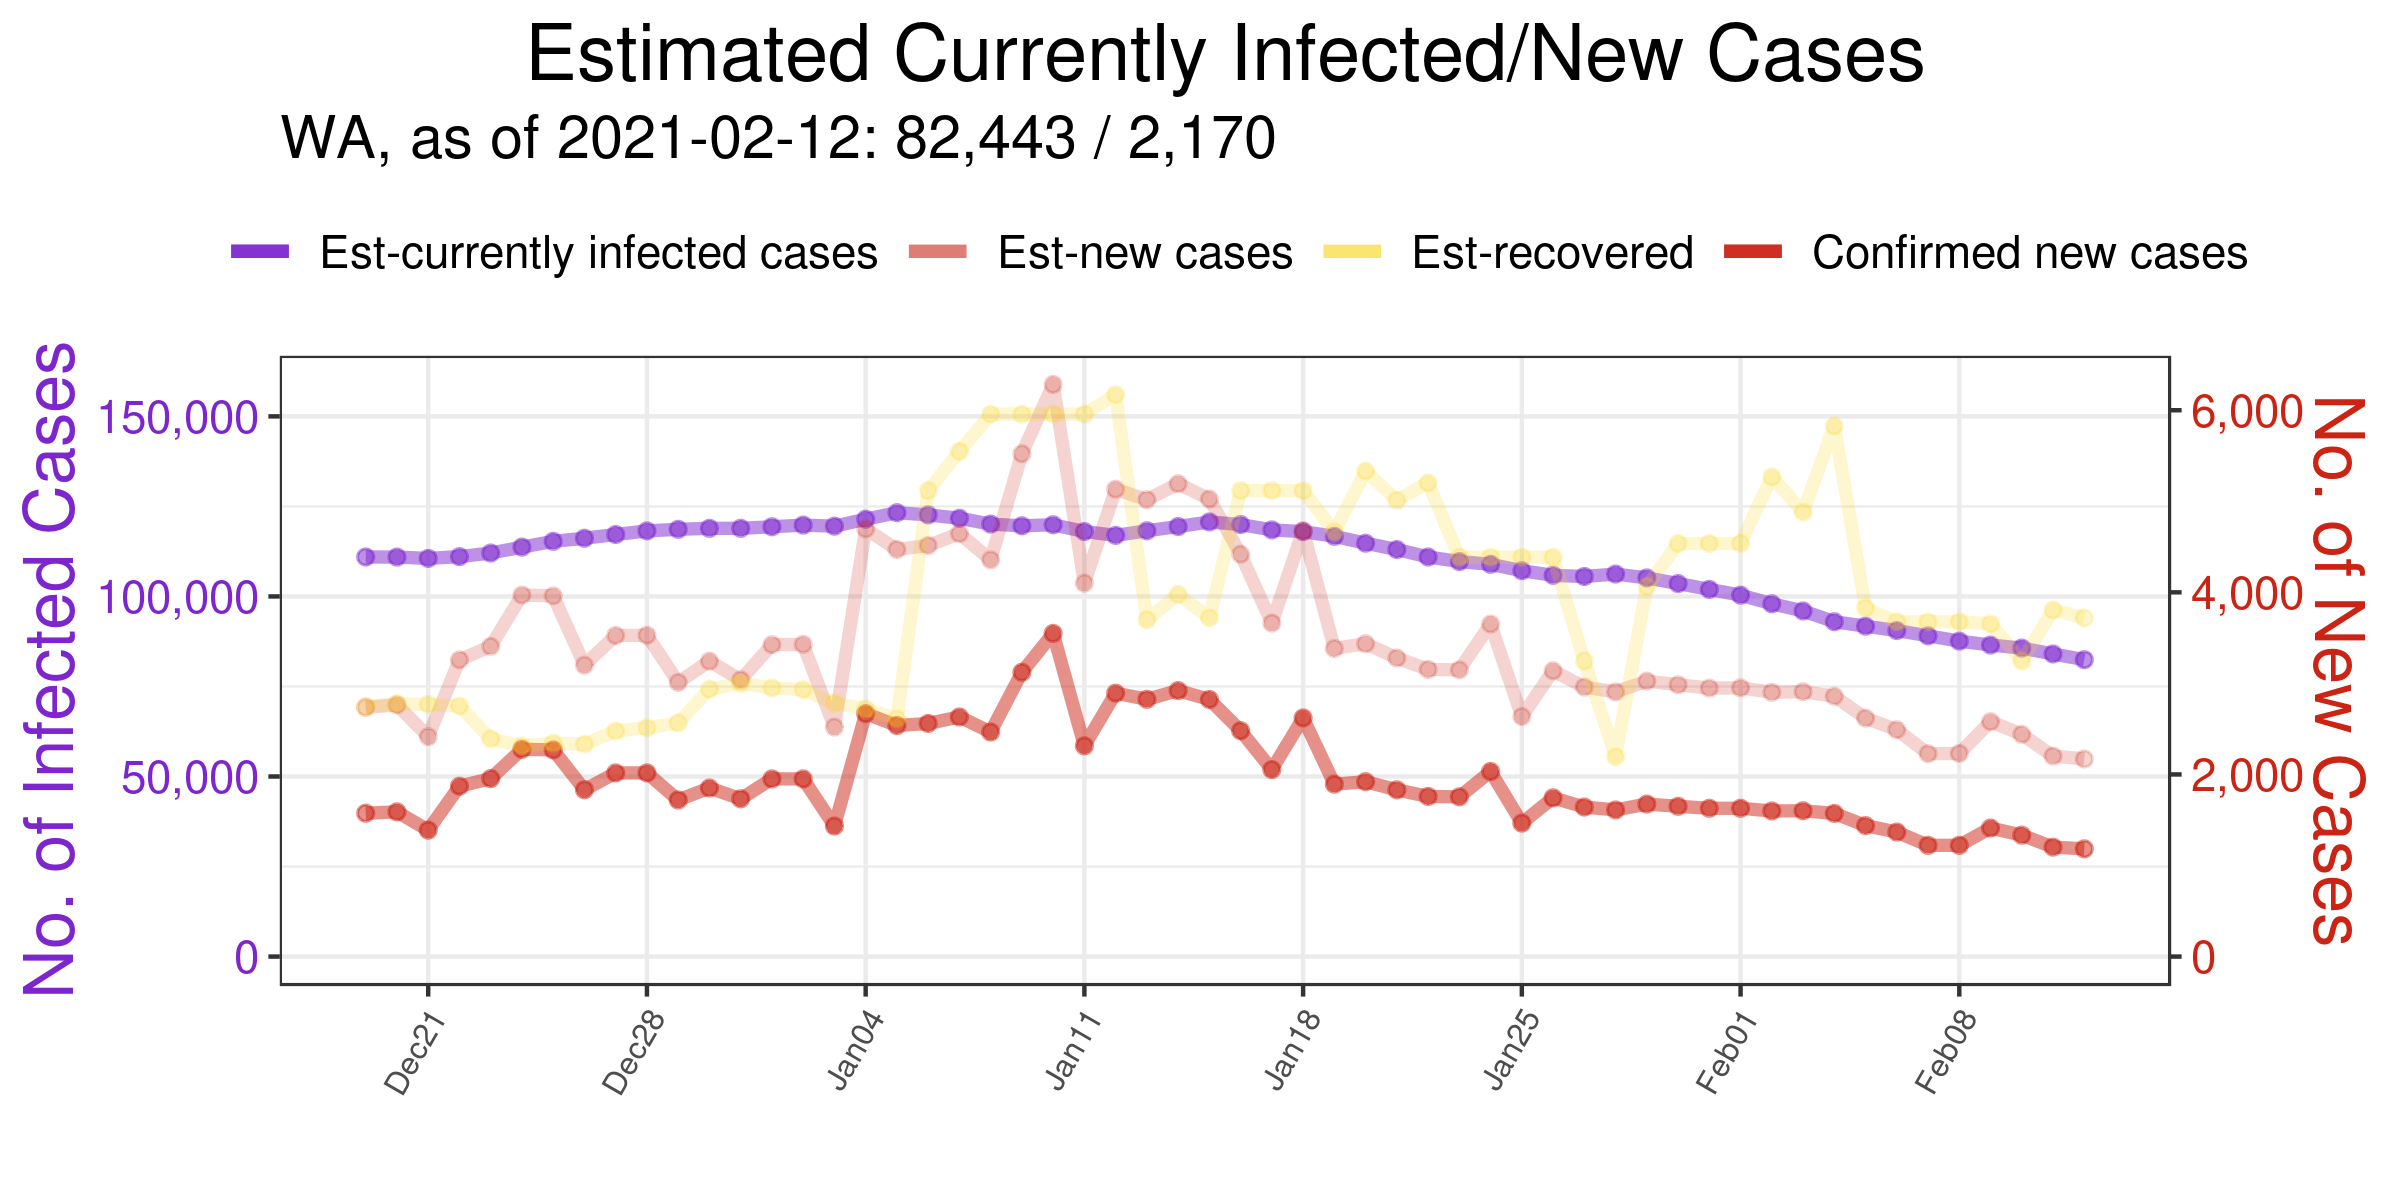 Estimated Currently Infected/New Cases
WA, as of 2021-02-12: 82,443 / 2,170
Est-currently infected cases Est-new cases Est-recovered Confirmed new cases
No. of Infected Cases
150,000
100,000
50,000
0
6,000
4,000
2,000
0
No. of New Cases
Dec21 Dec28 Jan04 Jan11 Jan18 Jan25 Feb01 Feb08